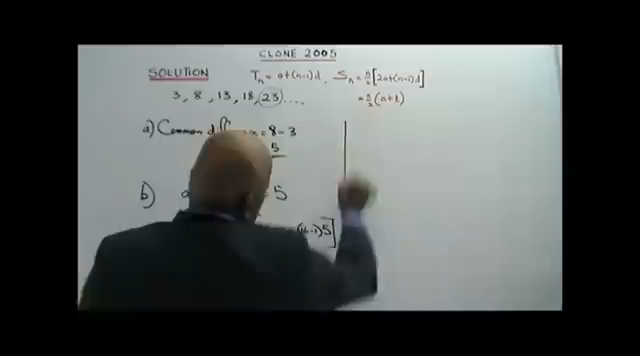 CLONE 2005
SOLUTION Tn = a+(n-1)d, Sn = n/2[2a+(n-1)d]
3, 8, 13, 18, 23.... = n/2(a+l)
a) Common = 8-3
5
b) 5
5]